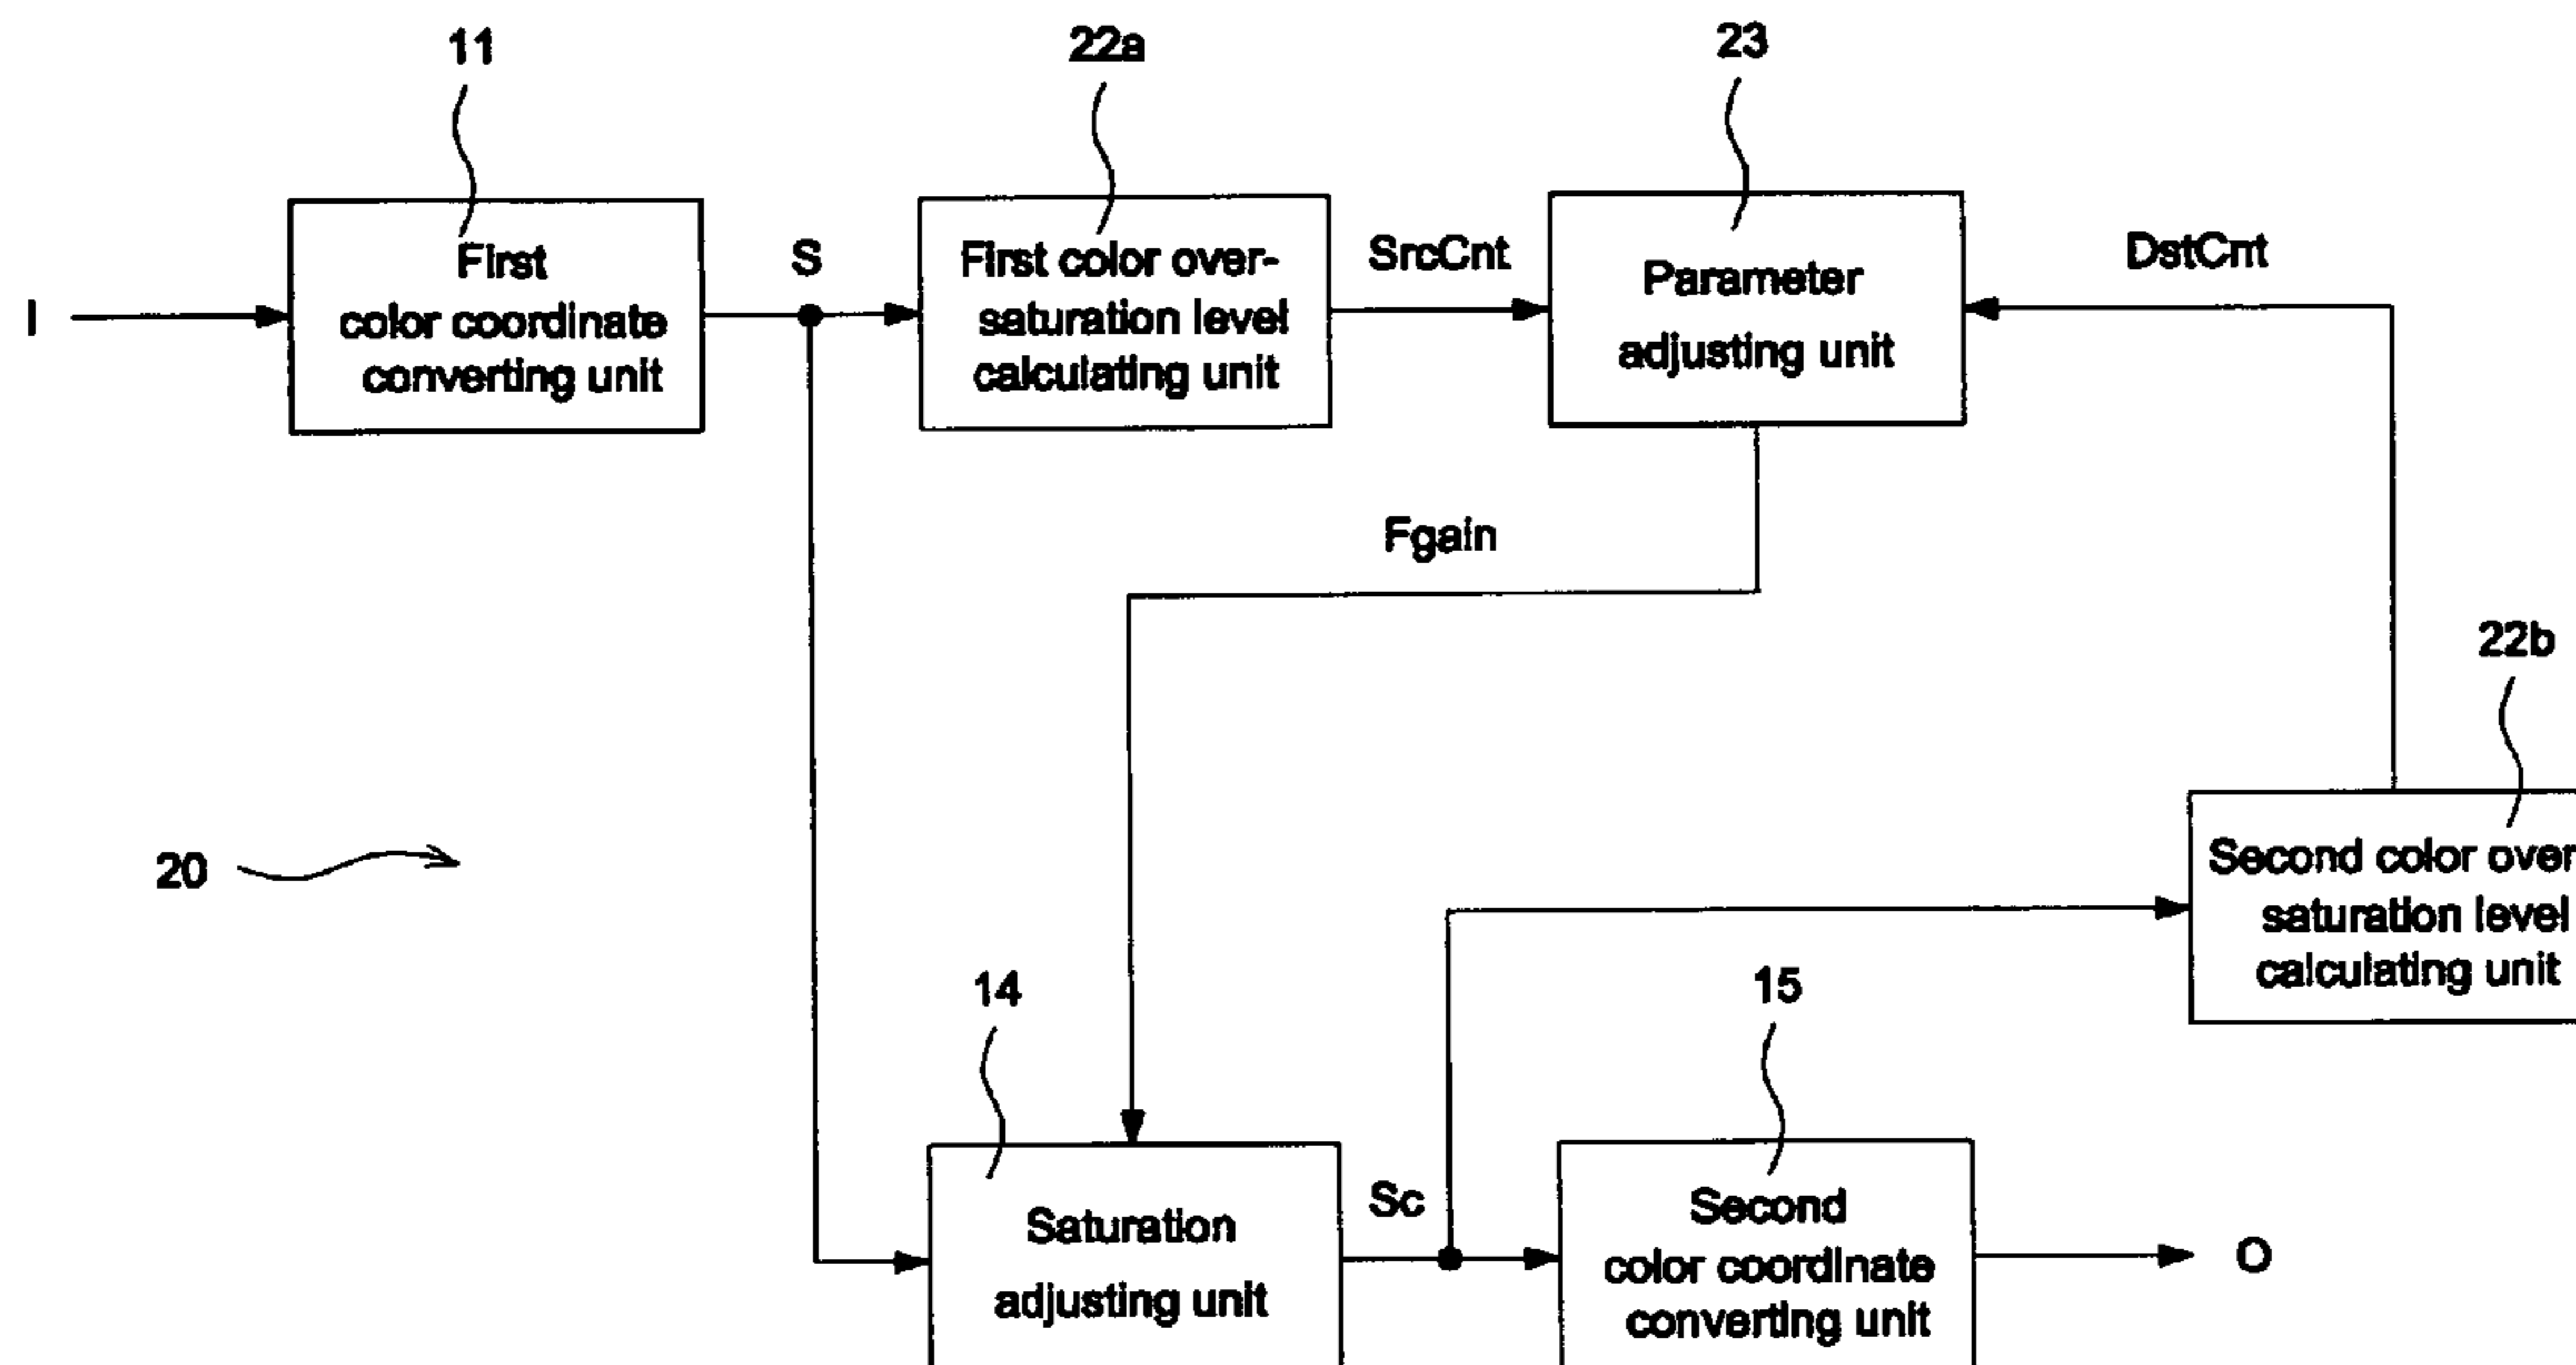 11
22a
23
First
color coordinate
converting unit
S
First color over-
saturation level
calculating unit
SrcCnt
Parameter
adjusting unit
DstCnt
I
Fgain
22b
20
Second color over
saturation level
calculating unit
14
15
Saturation
adjusting unit
Sc
Second
color coordinate
converting unit
O